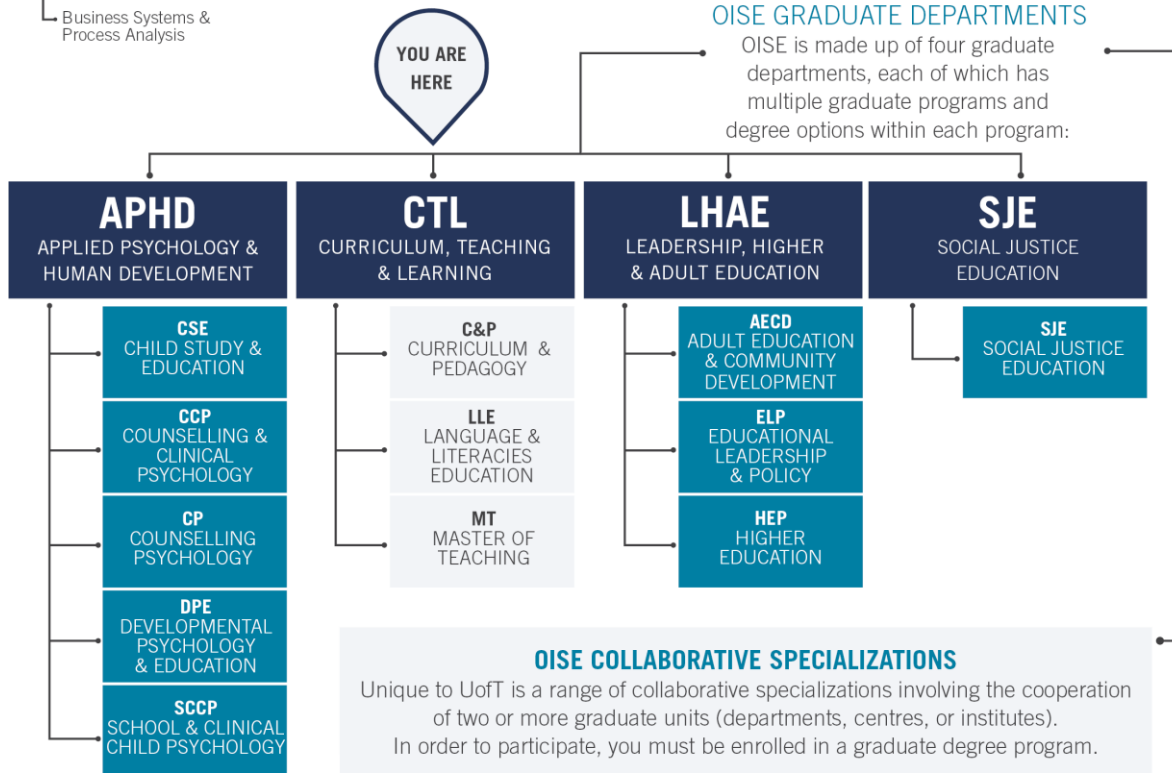 Business Systems &
Process Analysis
YOU ARE
HERE
OISE GRADUATE DEPARTMENTS
OISE is made up of four graduate
departments, each of which has
multiple graduate programs and
degree options within each program:
APHD
APPLIED PSYCHOLOGY &
HUMAN DEVELOPMENT
CSE
CHILD STUDY &
EDUCATION
CCP
COUNSELLING &
CLINICAL
PSYCHOLOGY
CP
COUNSELLING
PSYCHOLOGY
DPE
DEVELOPMENTAL
PSYCHOLOGY
& EDUCATION
SCCP
SCHOOL & CLINICAL
CHILD PSYCHOLOGY
CTL
CURRICULUM, TEACHING
& LEARNING
C&P
CURRICULUM &
PEDAGOGY
LLE
LANGUAGE &
LITERACIES
EDUCATION
MT
MASTER OF
TEACHING
LHAE
LEADERSHIP, HIGHER
& ADULT EDUCATION
AECD
ADULT EDUCATION
& COMMUNITY
DEVELOPMENT
ELP
EDUCATIONAL
LEADERSHIP
& POLICY
HEP
HIGHER
EDUCATION
SJE
SOCIAL JUSTICE
EDUCATION
SJE
SOCIAL JUSTICE
EDUCATION
OISE COLLABORATIVE SPECIALIZATIONS
Unique to UofT is a range of collaborative specializations involving the cooperation
of two or more graduate units (departments, centres, or institutes).
In order to participate, you must be enrolled in a graduate degree program.